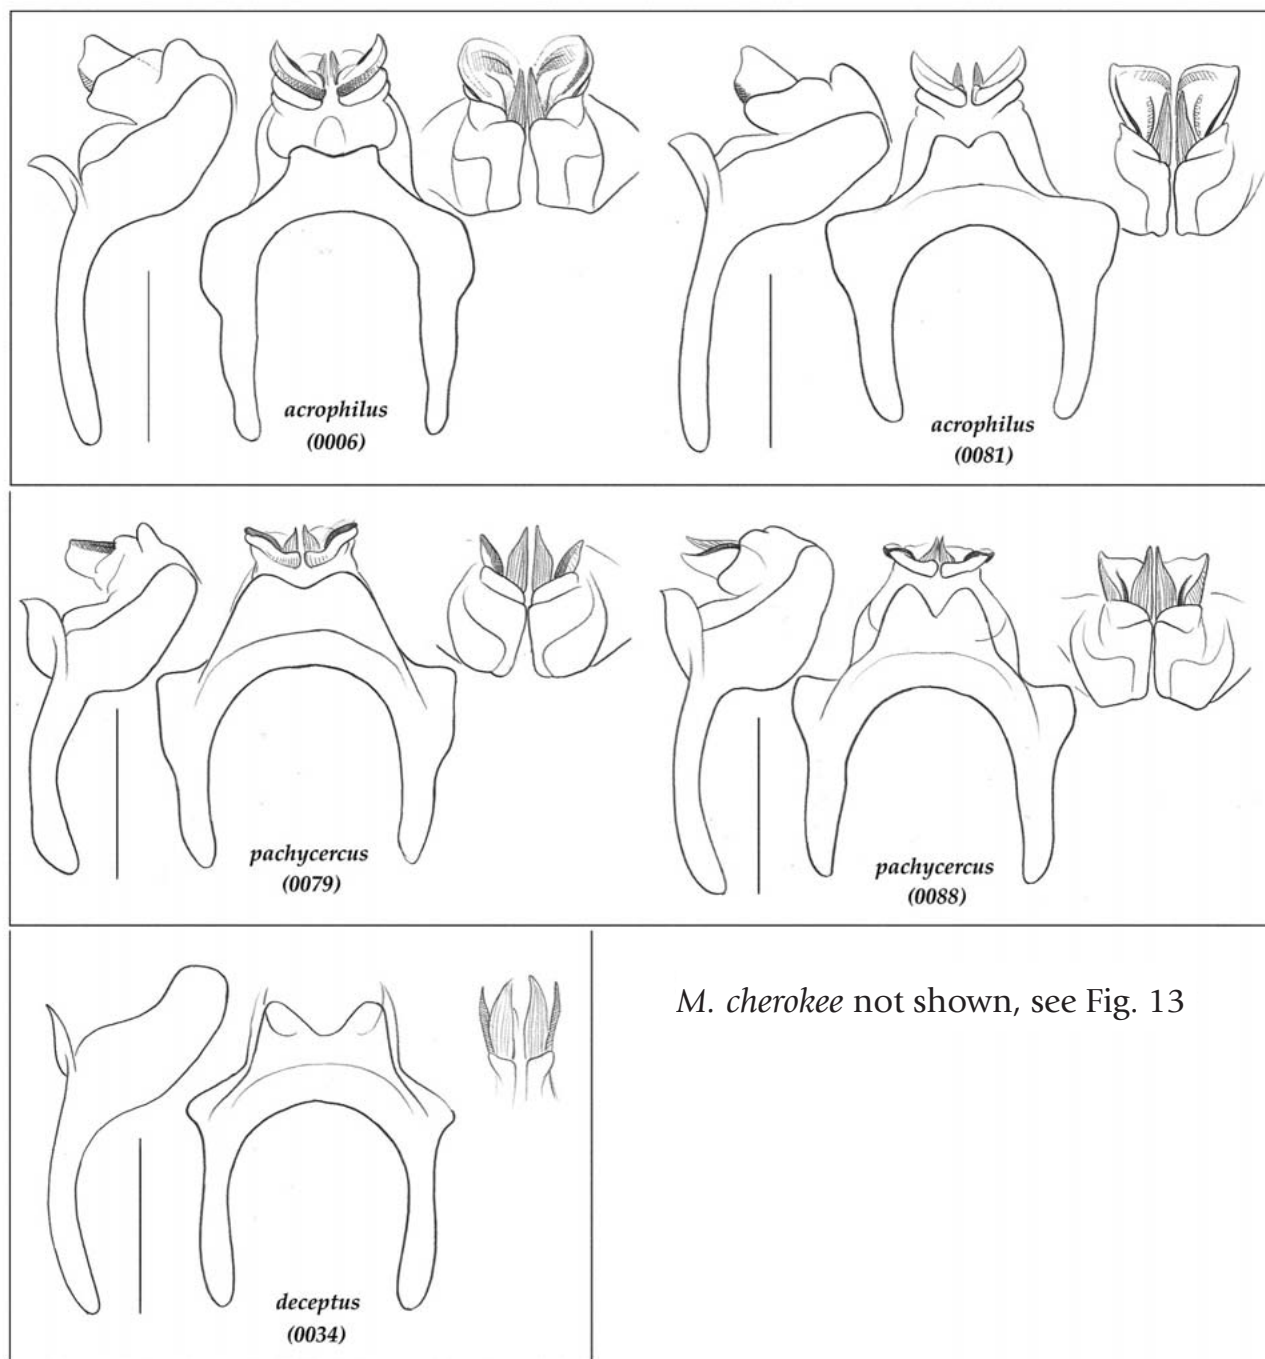 acrophilus
(0006)
acrophilus
(0081)
pachycercus
(0079)
pachycercus
(0088)
deceptus
(0034)
M. cherokee not shown, see Fig. 13